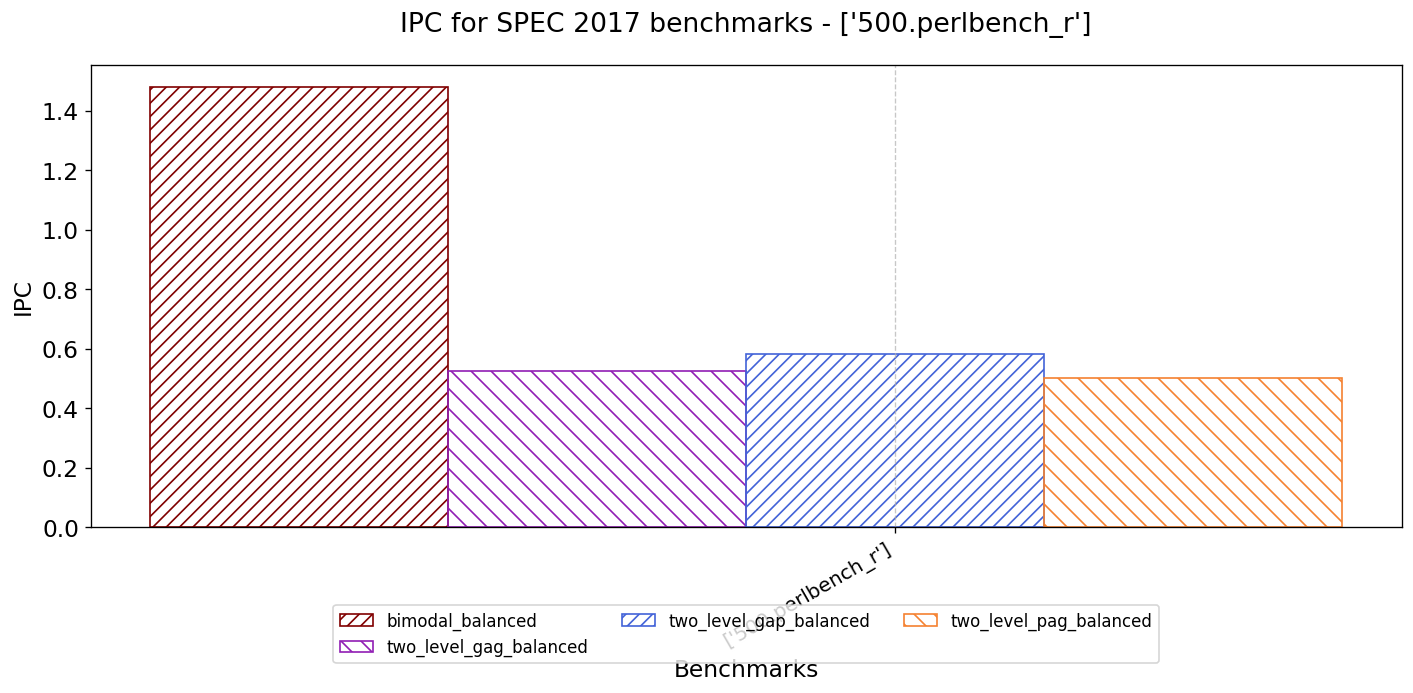 IPC for SPEC 2017 benchmarks - ['500.perlbench_r']
IPC
1.4
1.2
1.0
0.8
0.6
0.4
0.2
0.0
['500.perlbench_r']
bimodal_balanced
two_level_gag_balanced
two_level_gap_balanced
two_level_pag_balanced
Benchmarks